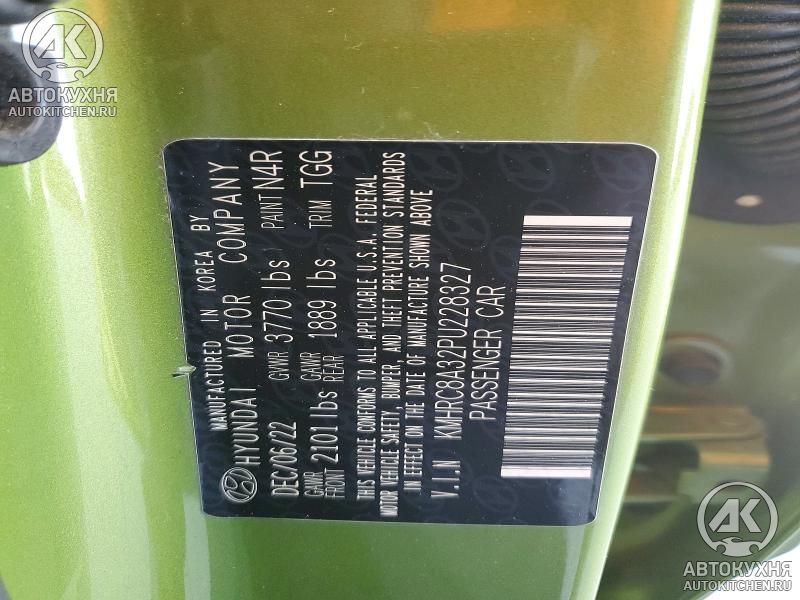 MANUFACTURED IN KOREA BY
HYUNDAI MOTOR COMPANY
DEC/06/22 GVWR 3770 lbs PAINT N4R
GAWR FRONT 2101 lbs GAWR REAR 1889 lbs TRIM TGG
THIS VEHICLE CONFORMS TO ALL APPLICABLE U.S.A. FEDERAL
MOTOR VEHICLE SAFETY, BUMPER, AND THEFT PREVENTION STANDARDS
IN EFFECT ON THE DATE OF MANUFACTURE SHOWN ABOVE
V.I.N KMHRC8A32PU228327
PASSENGER CAR
АК
АВТОКУХНЯ
AUTOKITCHEN.RU
АК
АВТОКУХНЯ
AUTOKITCHEN.RU